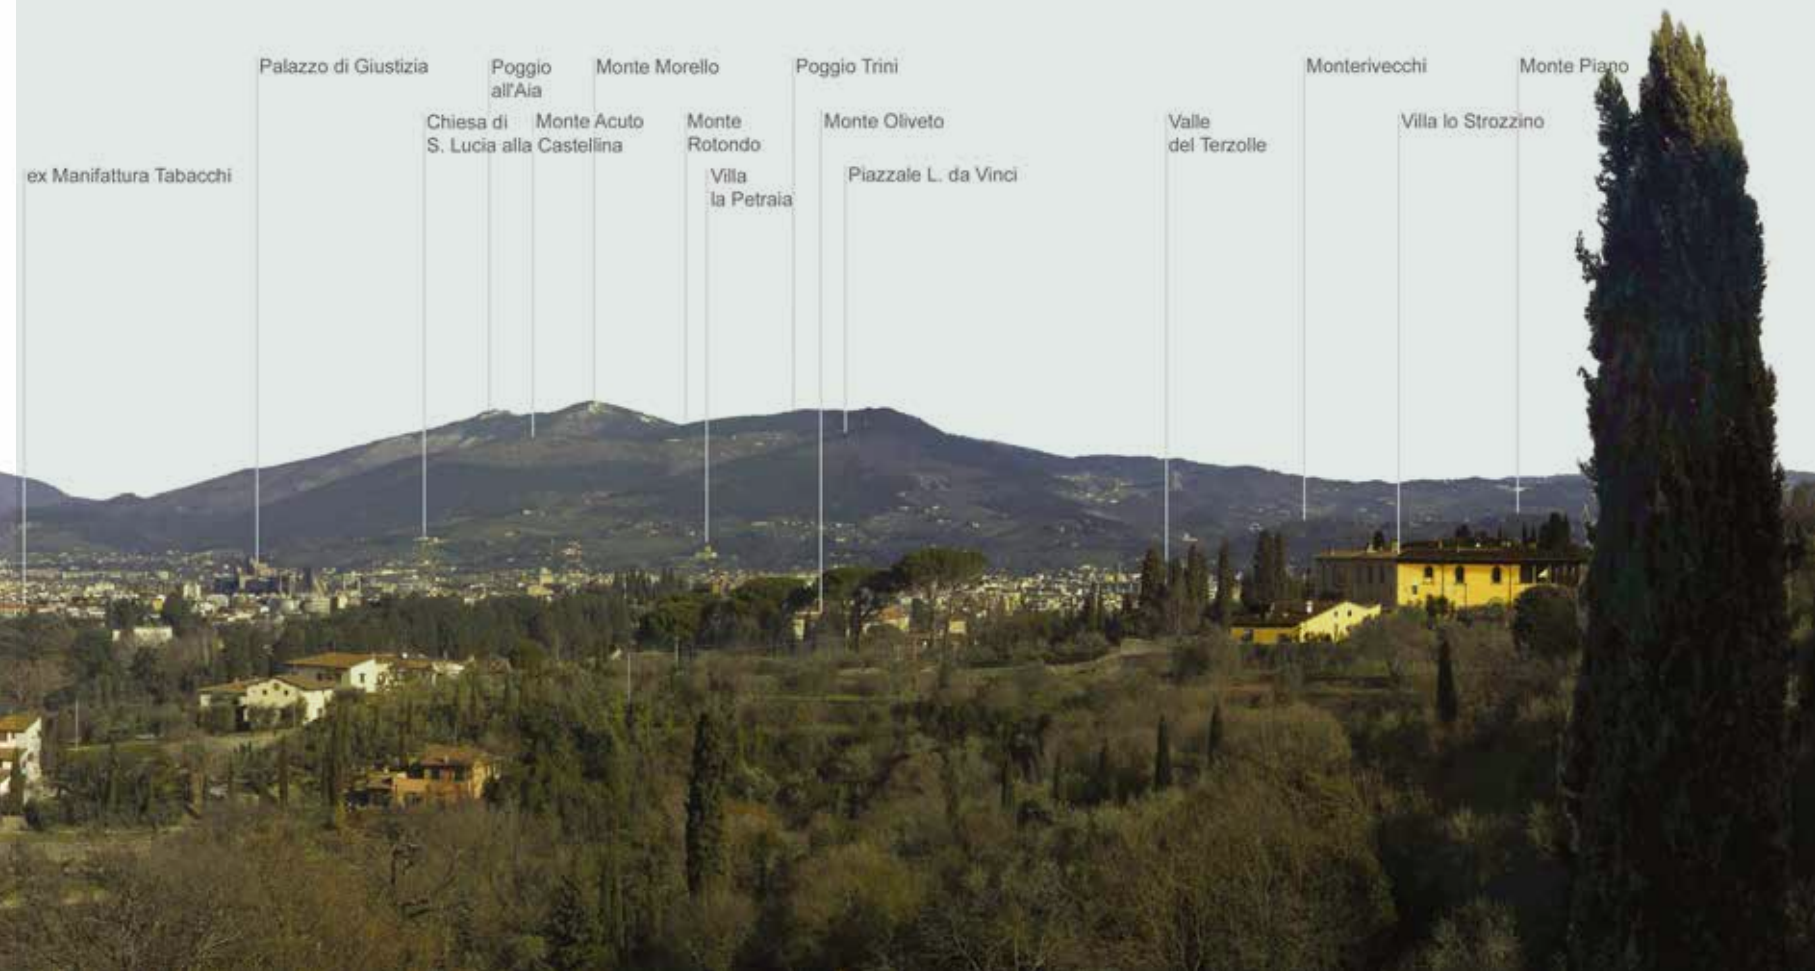 Palazzo di Giustizia
Poggio
all'Aia
Monte Morello
Poggio Trini
Monterivecchi
Monte Piano
Chiesa di
S. Lucia alla Castellina
Monte Acuto
Monte
Rotondo
Monte Oliveto
Valle
del Terzolle
Villa lo Strozzino
ex Manifattura Tabacchi
Villa
la Petraia
Piazzale L. da Vinci